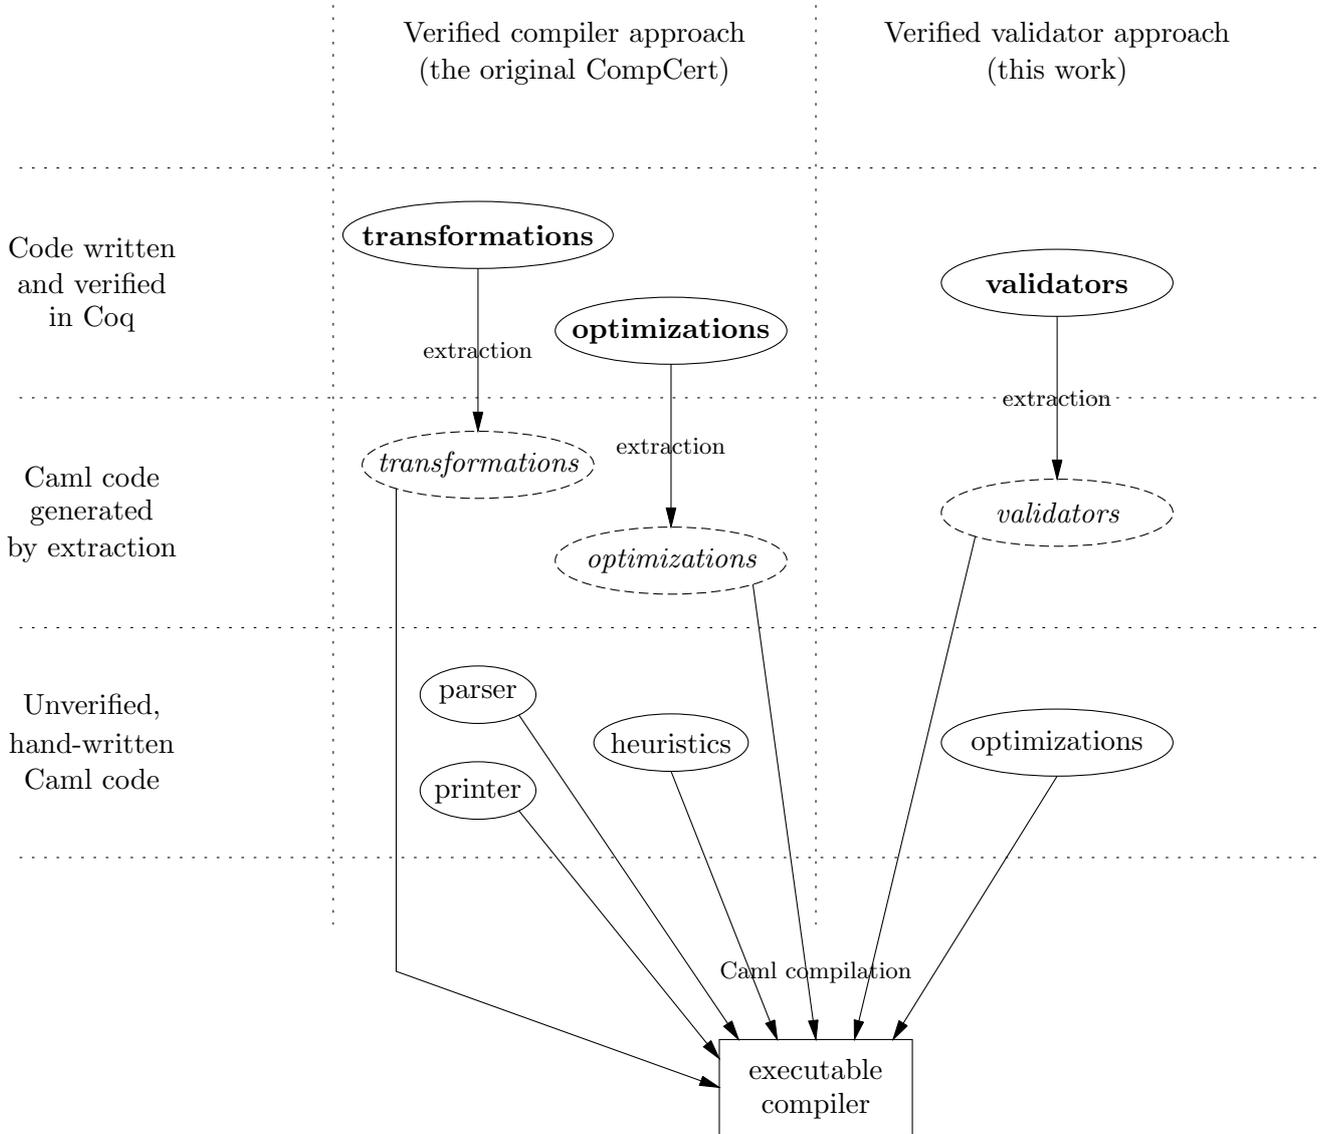 Verified compiler approach
(the original CompCert)
Verified validator approach
(this work)
Code written
and verified
in Coq
transformations
optimizations
validators
extraction
extraction
extraction
Caml code
generated
by extraction
transformations
optimizations
validators
Unverified,
hand-written
Caml code
parser
printer
heuristics
optimizations
Caml compilation
executable
compiler